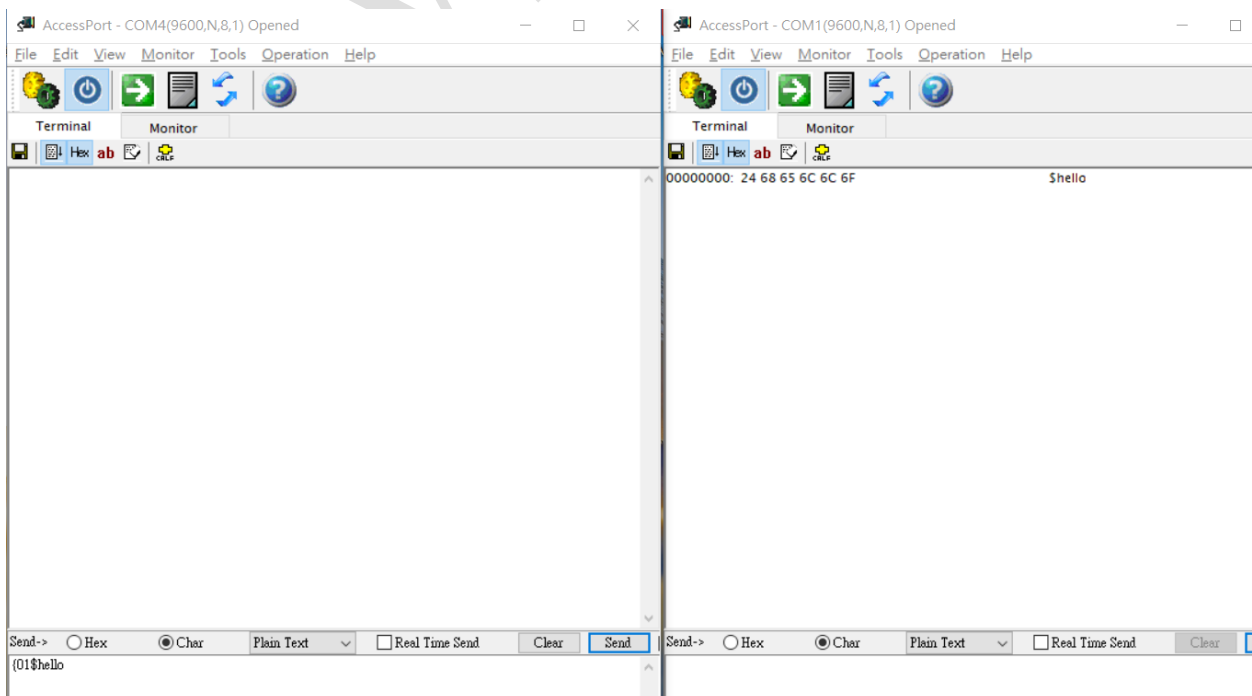 AccessPort - COM4(9600,N,8,1) Opened
File Edit View Monitor Tools Operation Help
Terminal Monitor
Hex ab CRLF
Send-> Hex Char Plain Text Real Time Send Clear Send
{01$hello
AccessPort - COM1(9600,N,8,1) Opened
File Edit View Monitor Tools Operation Help
Terminal Monitor
Hex ab CRLF
00000000: 24 68 65 6C 6C 6F $hello
Send-> Hex Char Plain Text Real Time Send Clear